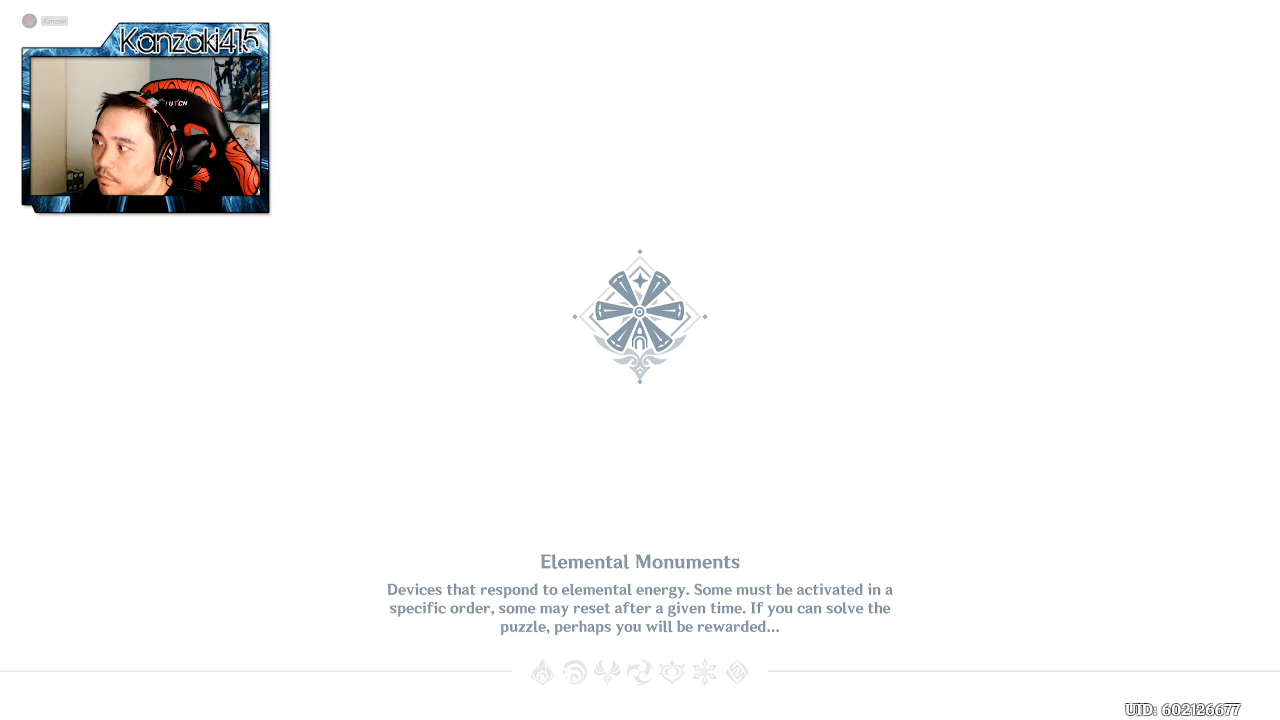 Kanzaki
Kanzaki415
Elemental Monuments
Devices that respond to elemental energy. Some must be activated in a
specific order, some may reset after a given time. If you can solve the
puzzle, perhaps you will be rewarded...
UID: 602126677